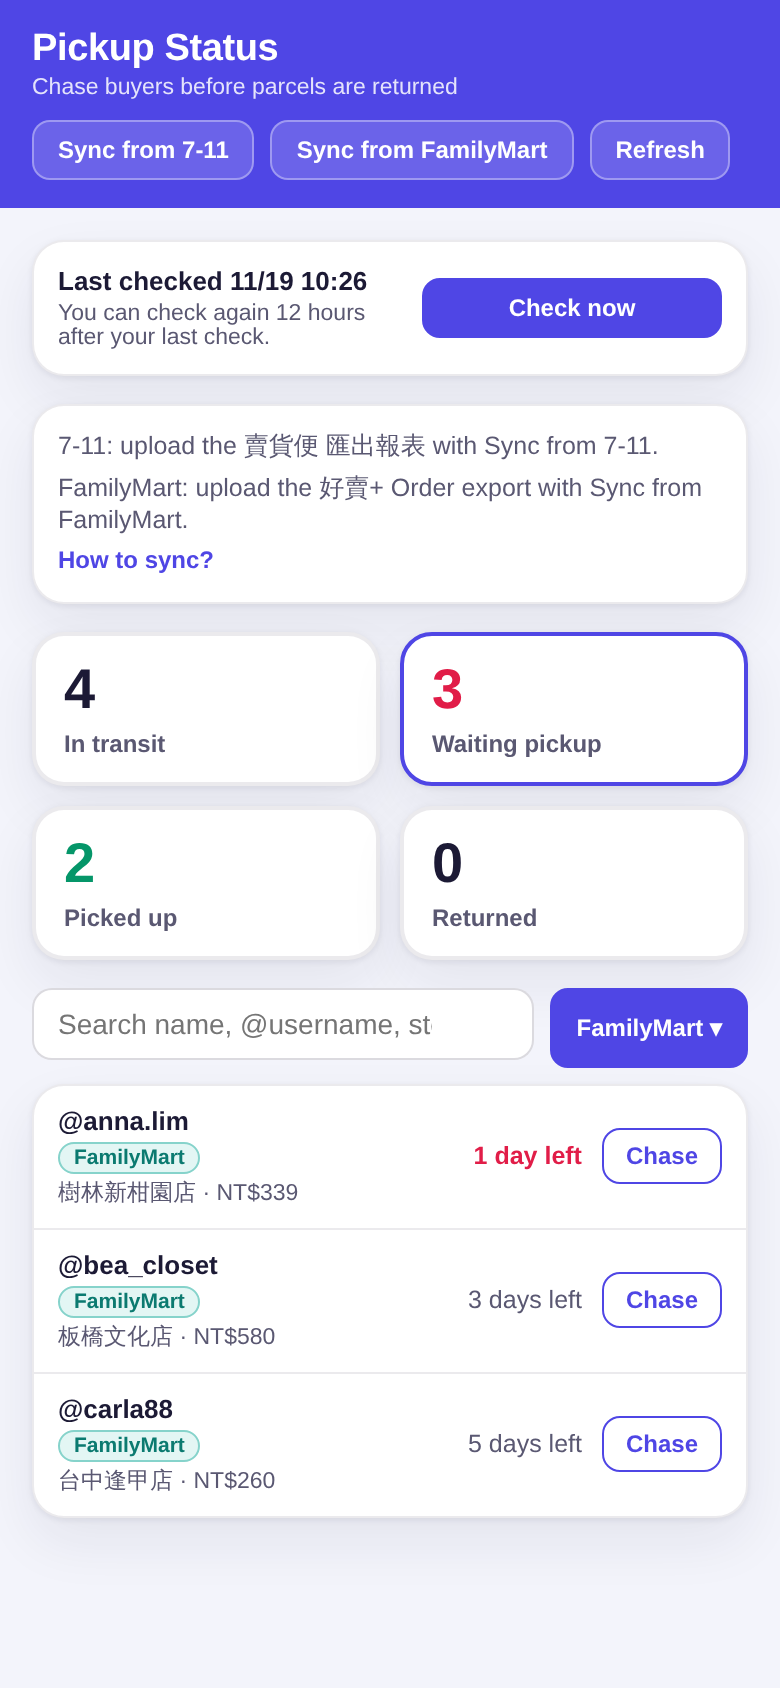 Pickup Status
Chase buyers before parcels are returned
Sync from 7-11
Sync from FamilyMart
Refresh
Last checked 11/19 10:26
You can check again 12 hours
after your last check.
Check now
7-11: upload the 賣貨便 匯出報表 with Sync from 7-11.
FamilyMart: upload the 好賣+ Order export with Sync from
FamilyMart.
How to sync?
4
In transit
3
Waiting pickup
2
Picked up
0
Returned
Search name, @username, st
FamilyMart ▾
@anna.lim
FamilyMart
樹林新柑園店 · NT$339
1 day left
Chase
@bea_closet
FamilyMart
板橋文化店 · NT$580
3 days left
Chase
@carla88
FamilyMart
台中逢甲店 · NT$260
5 days left
Chase